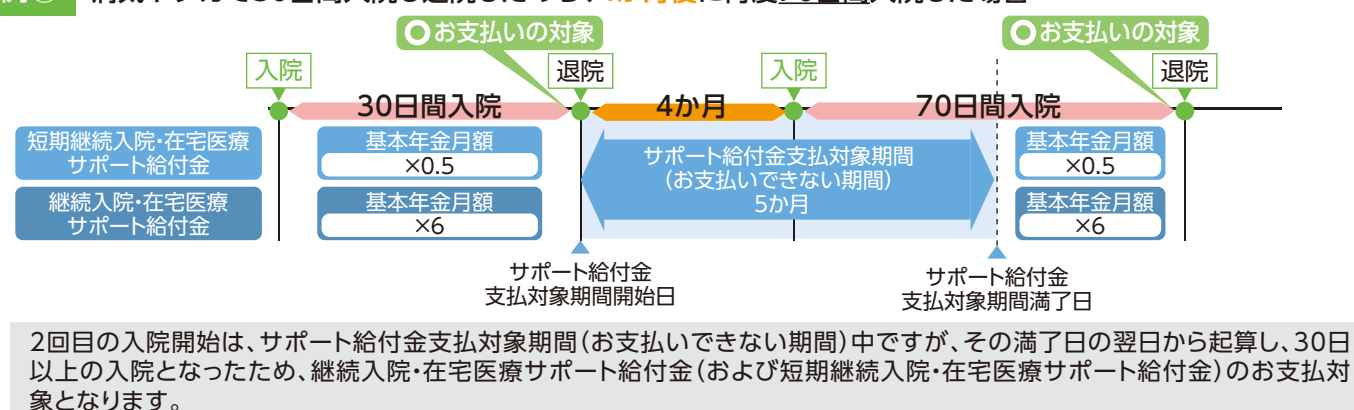 お支払いの対象
お支払いの対象
入院
退院
入院
退院
30日間入院
4か月
70日間入院
短期継続入院・在宅医療
サポート給付金
基本年金月額
×0.5
サポート給付金支払対象期間
(お支払いできない期間)
5か月
基本年金月額
×0.5
継続入院・在宅医療
サポート給付金
基本年金月額
×6
基本年金月額
×6
サポート給付金
支払対象期間開始日
サポート給付金
支払対象期間満了日
2回目の入院開始は、サポート給付金支払対象期間(お支払いできない期間)中ですが、その満了日の翌日から起算し、30日
以上の入院となったため、継続入院・在宅医療サポート給付金(および短期継続入院・在宅医療サポート給付金)のお支払対
象となります。